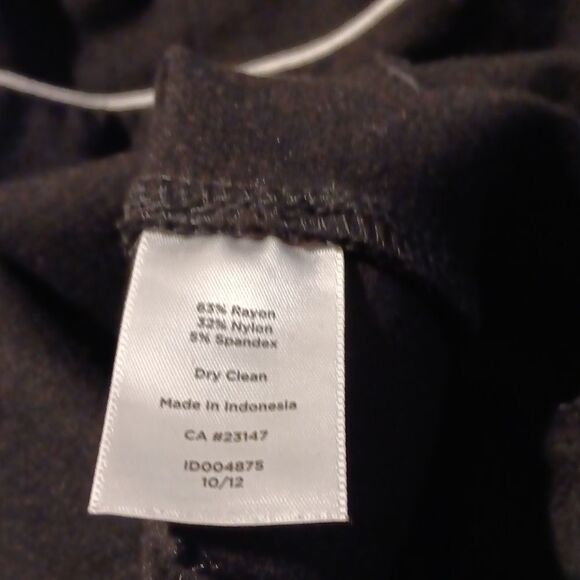 63% Rayon
32% Nylon
5% Spandex
Dry Clean
Made in Indonesia
CA #23147
ID004875
10/12